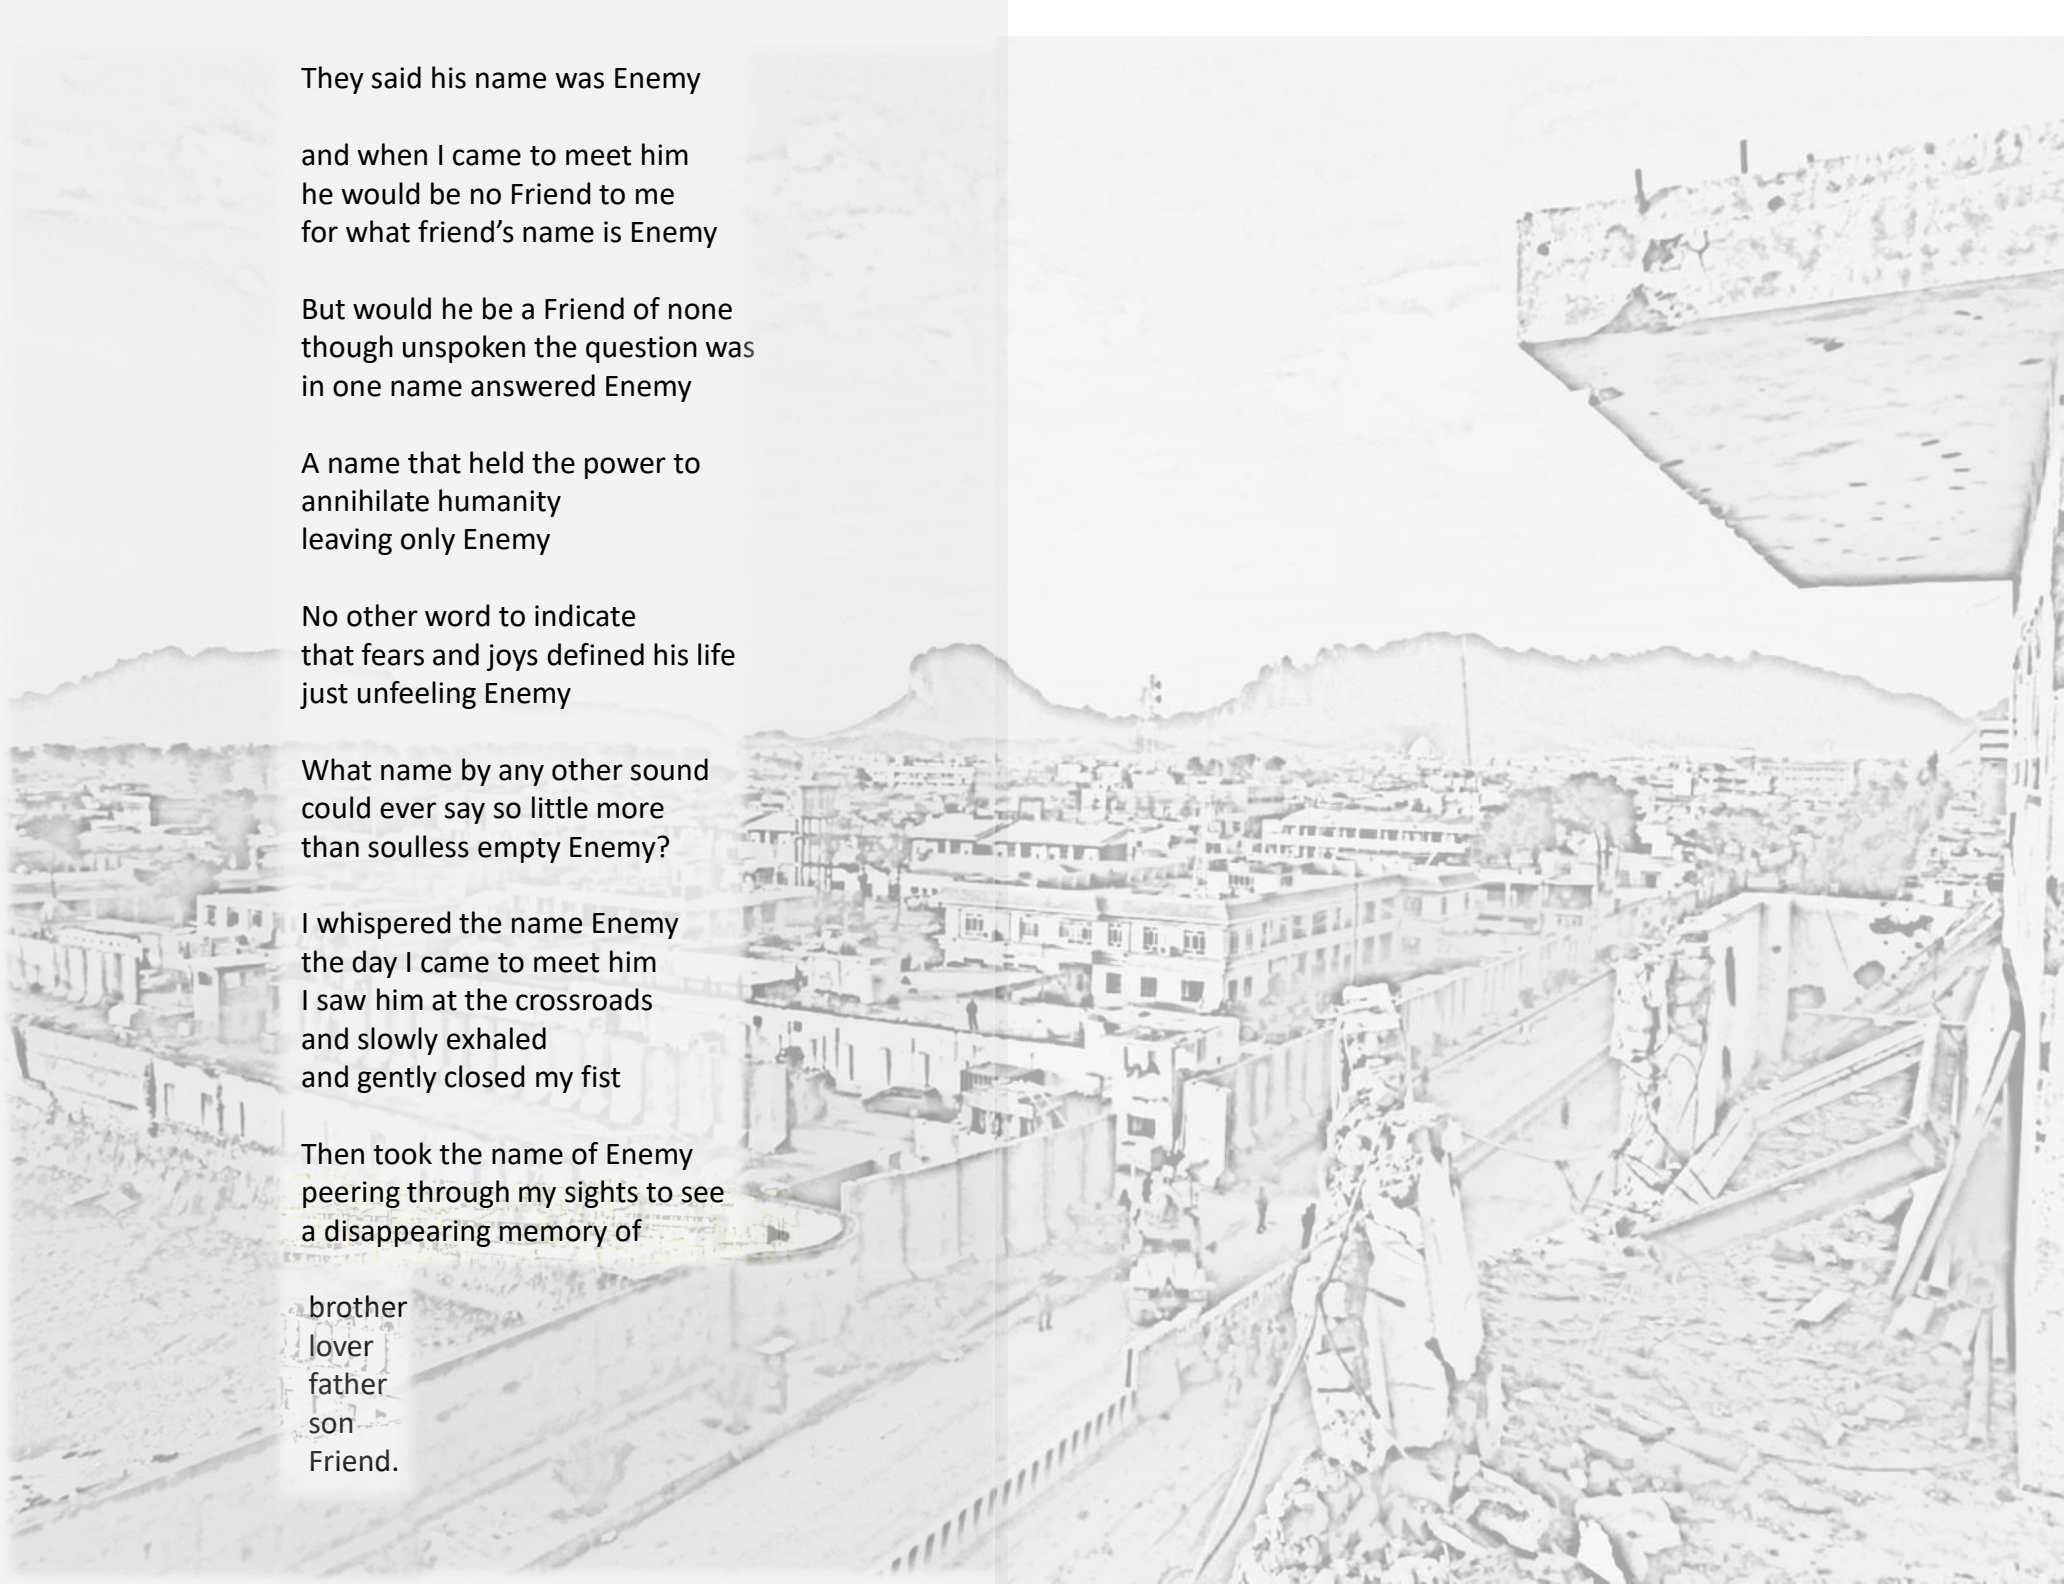 They said his name was Enemy
and when I came to meet him
he would be no Friend to me
for what friend’s name is Enemy
But would he be a Friend of none
though unspoken the question was
in one name answered Enemy
A name that held the power to
annihilate humanity
leaving only Enemy
No other word to indicate
that fears and joys defined his life
just unfeeling Enemy
What name by any other sound
could ever say so little more
than soulless empty Enemy?
I whispered the name Enemy
the day I came to meet him
I saw him at the crossroads
and slowly exhaled
and gently closed my fist
Then took the name of Enemy
peering through my sights to see
a disappearing memory of
brother
lover
father
son
Friend.